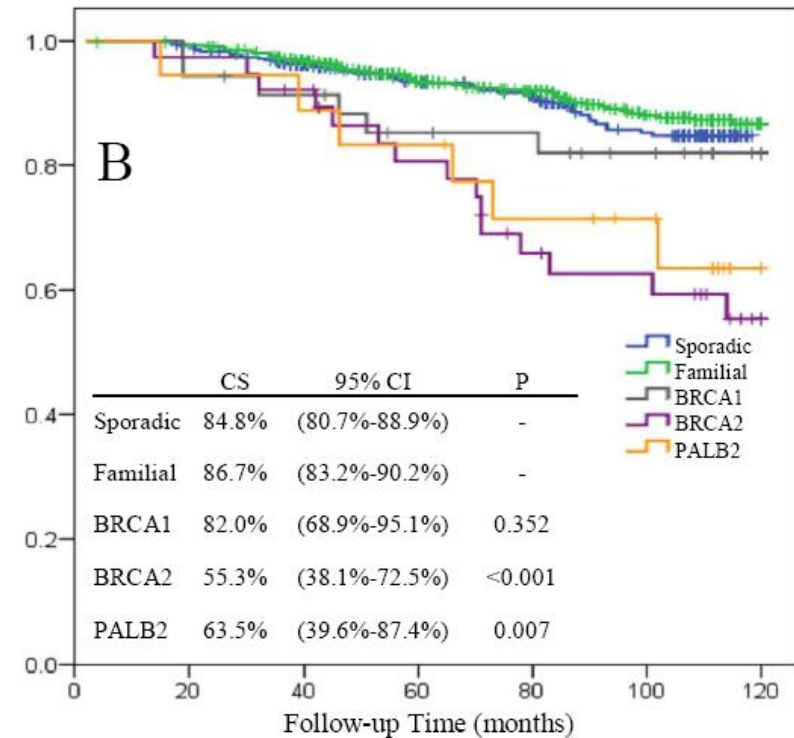 1.0
B
0.8
0.6
Sporadic
Familial
BRCA1
BRCA2
PALB2
CS 95% CI P
0.4
Sporadic 84.8% (80.7%-88.9%) -
Familial 86.7% (83.2%-90.2%) -
BRCA1 82.0% (68.9%-95.1%) 0.352
0.2
BRCA2 55.3% (38.1%-72.5%) <0.001
PALB2 63.5% (39.6%-87.4%) 0.007
0.0
0 20 40 60 80 100 120
Follow-up Time (months)